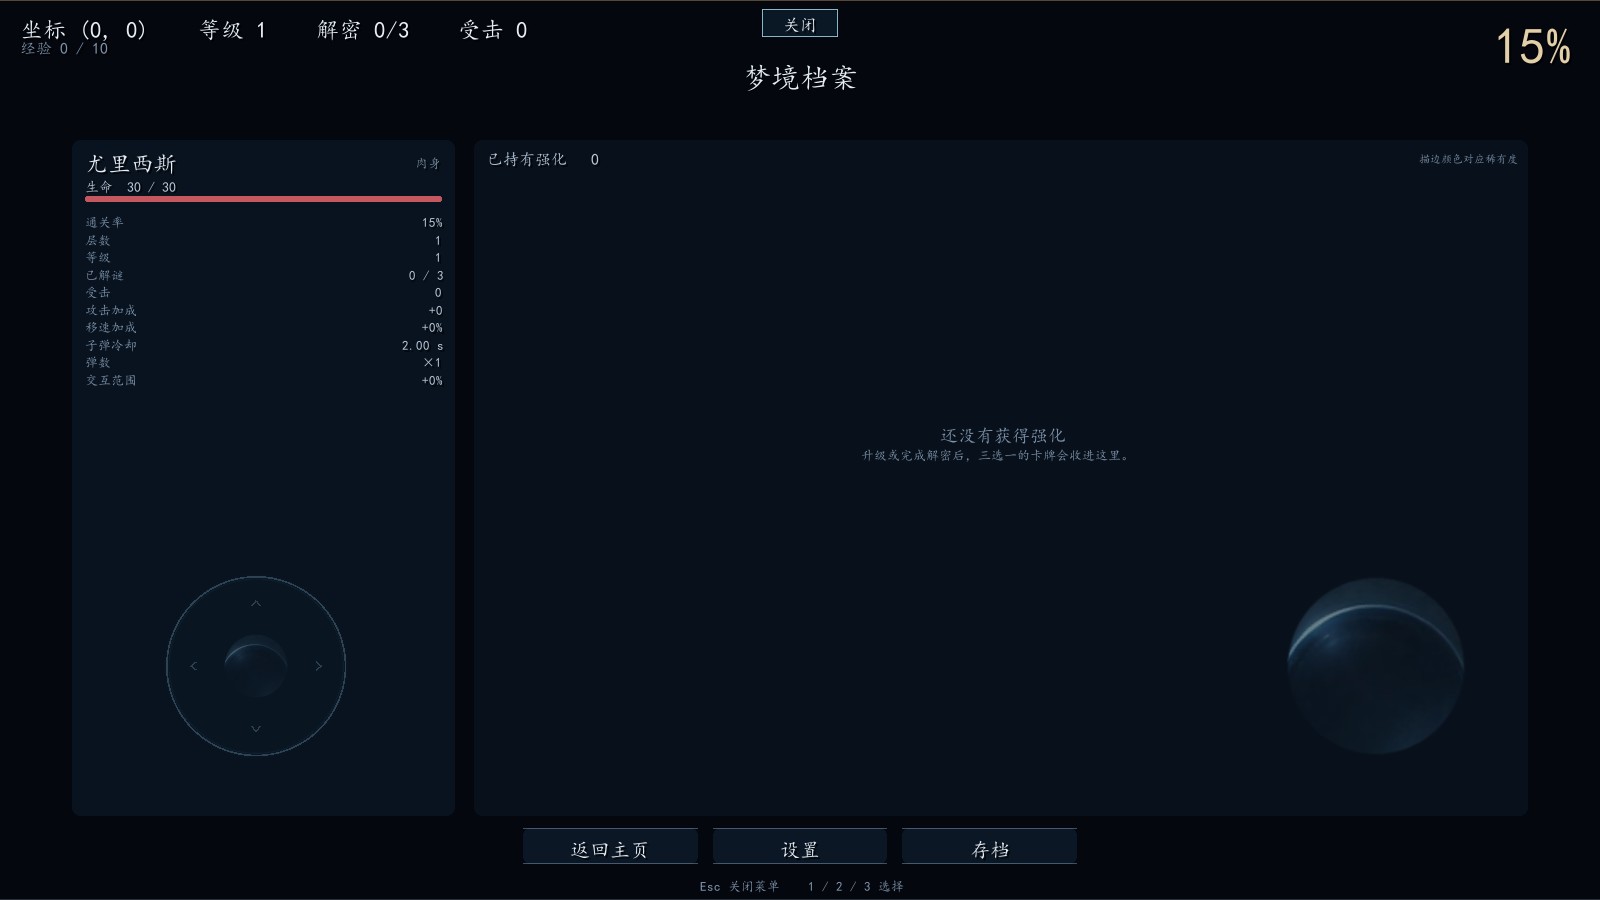 坐标 (0, 0) 等级 1 解密 0/3 受击 0
经验 0 / 10
关闭
15%
梦境档案
尤里西斯 肉身
生命 30 / 30
通关率 15%
层数 1
等级 1
已解谜 0 / 3
受击 0
攻击加成 +0
移速加成 +0%
子弹冷却 2.00 s
弹数 ×1
交互范围 +0%
已持有强化 0
描边颜色对应稀有度
还没有获得强化
升级或完成解密后，三选一的卡牌会收进这里。
返回主页 设置 存档
Esc 关闭菜单 1 / 2 / 3 选择